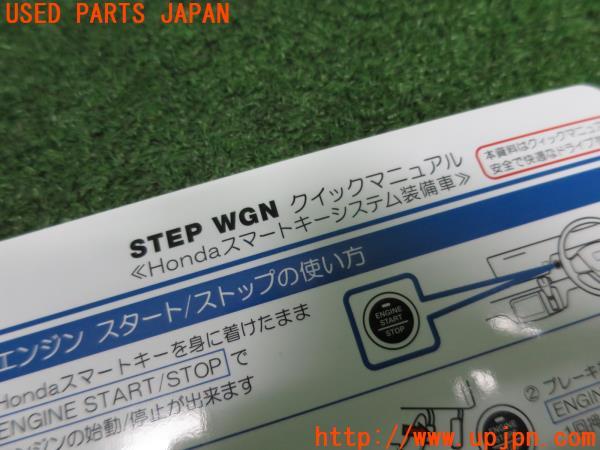 USED PARTS JAPAN
STEP WGN クイックマニュアル
≪Hondaスマートキーシステム装備車≫
本資料はクイックマニュア
安全で快適なドライブ
エンジン スタート/ストップの使い方
Hondaスマートキーを身に着けたまま
ENGINE START/STOP で
ンジンの始動/停止が出来ます
ENGINE
START
STOP
② ブレーキ
ENGINE
1回押
http://www.upjpn.com